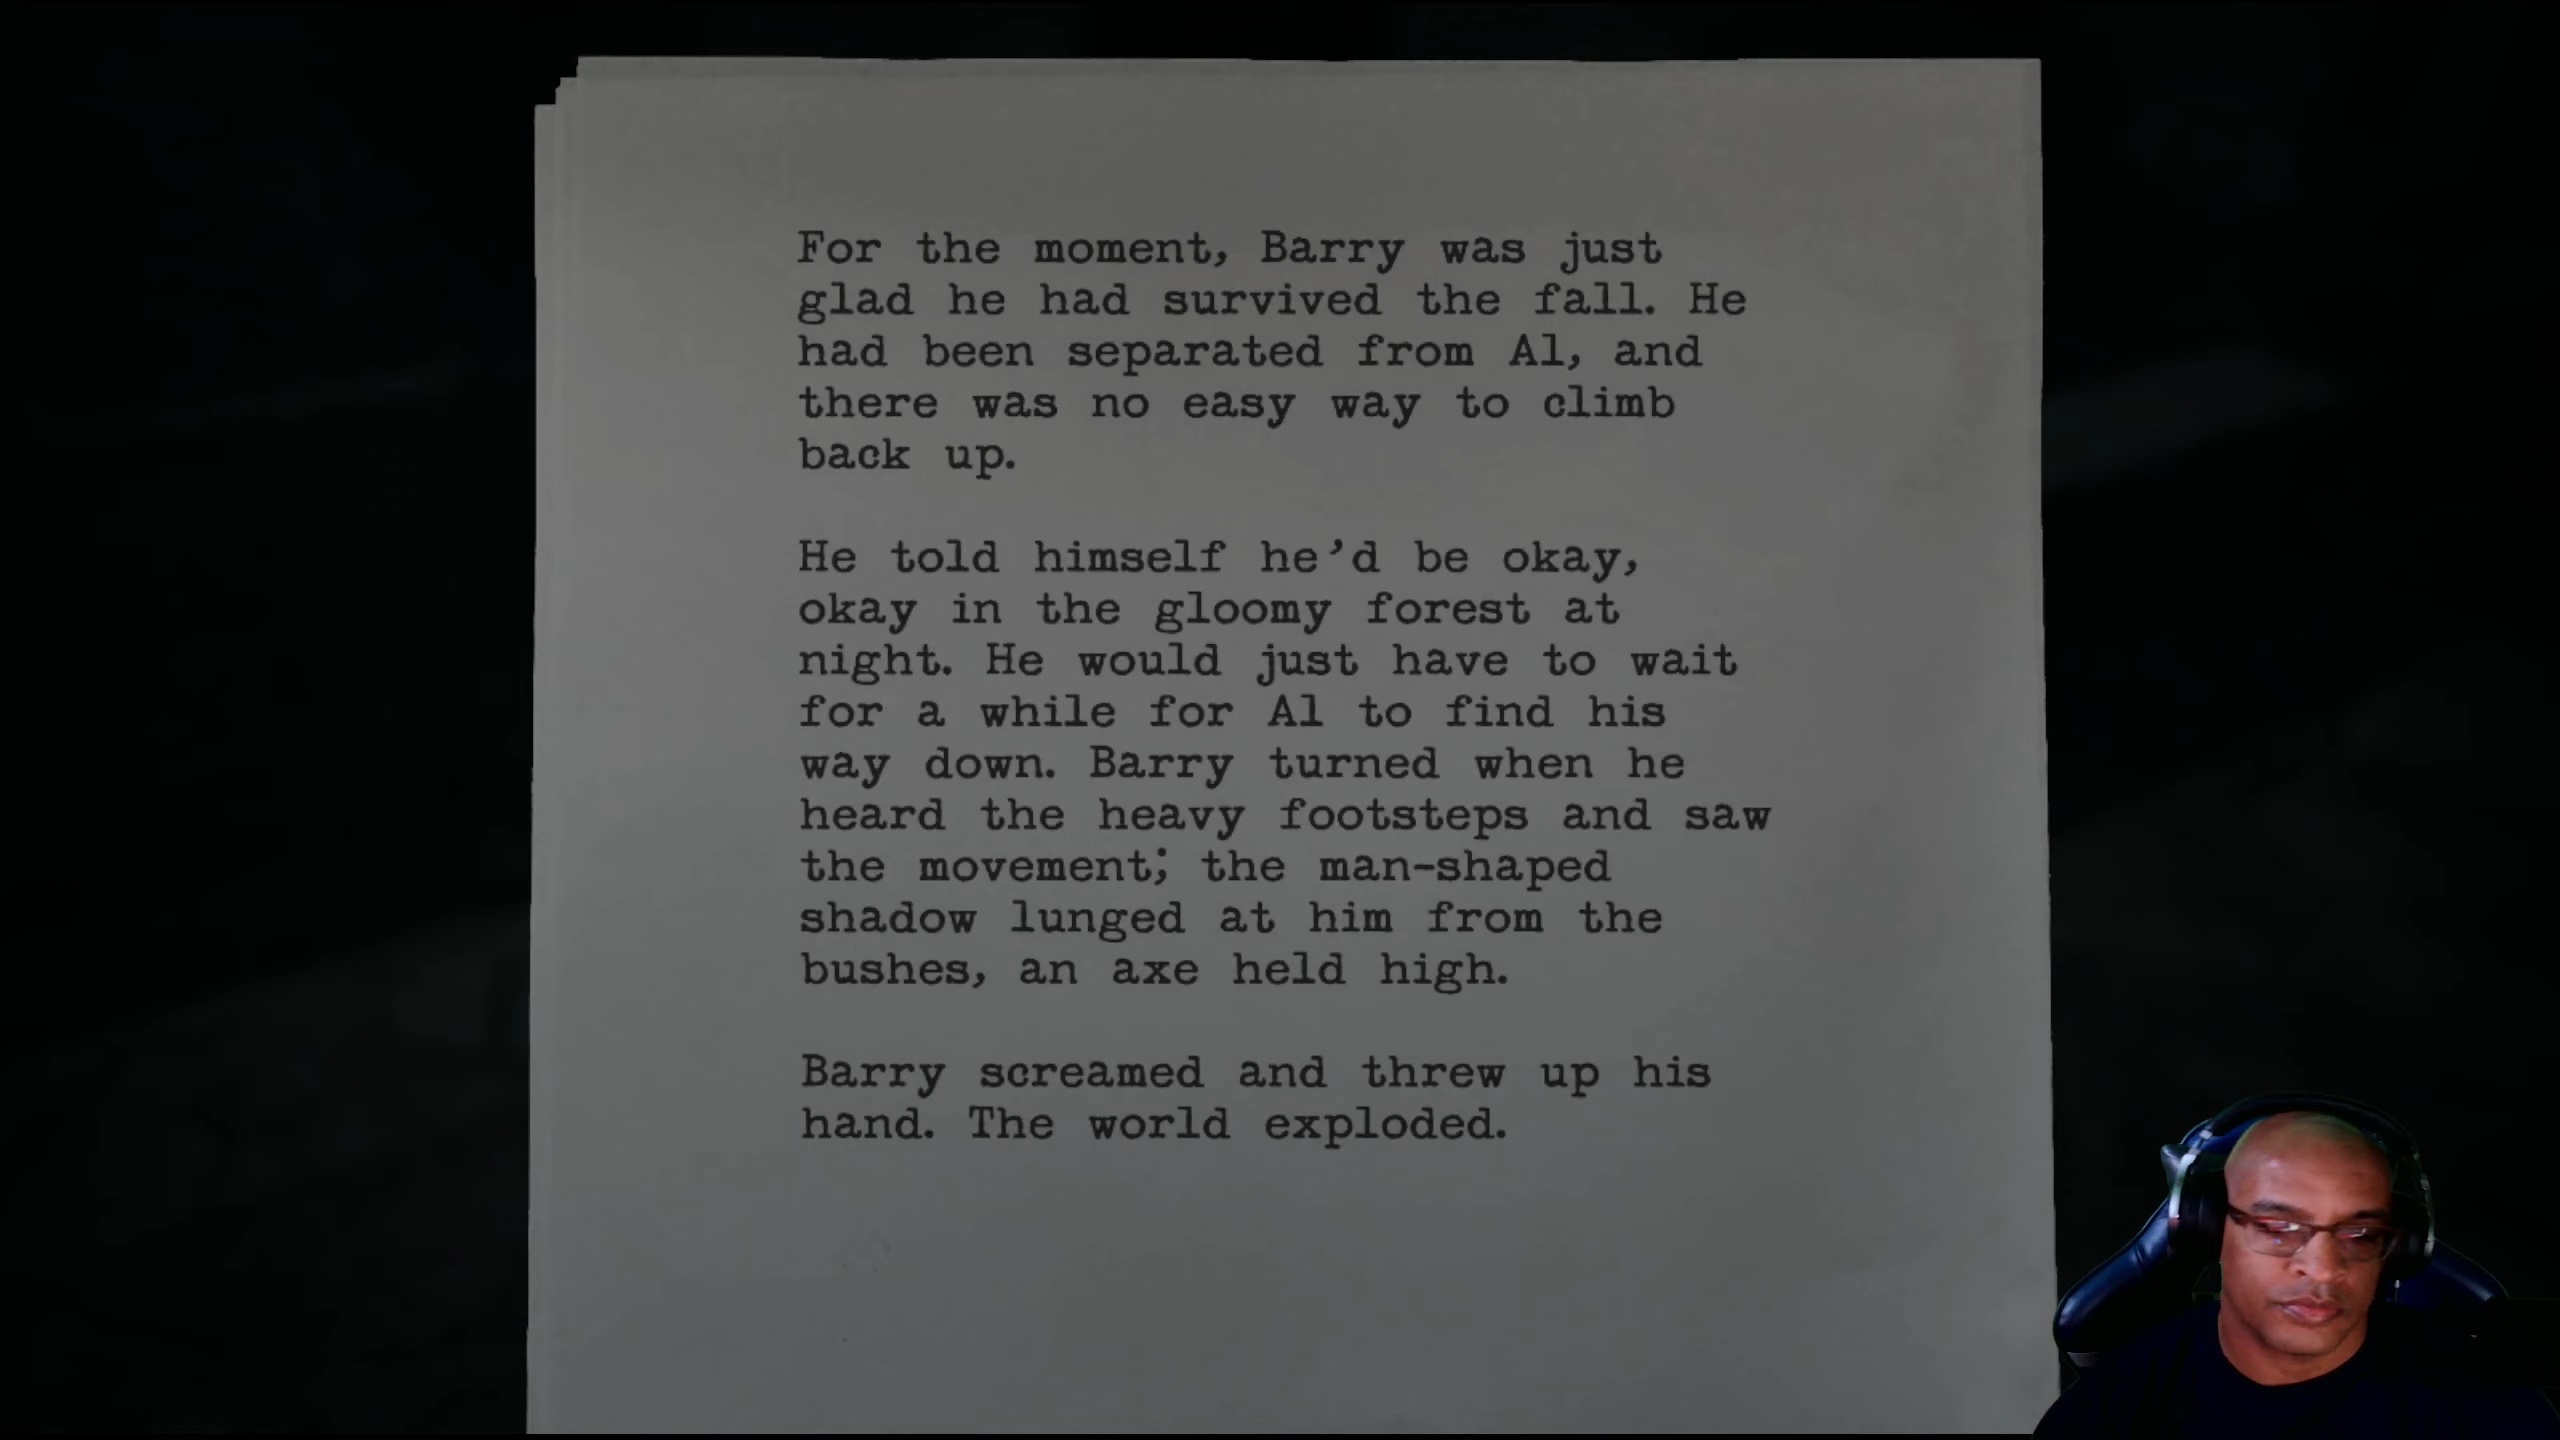 For the moment, Barry was just
glad he had survived the fall. He
had been separated from Al, and
there was no easy way to climb
back up.
He told himself he’d be okay,
okay in the gloomy forest at
night. He would just have to wait
for a while for Al to find his
way down. Barry turned when he
heard the heavy footsteps and saw
the movement; the man-shaped
shadow lunged at him from the
bushes, an axe held high.
Barry screamed and threw up his
hand. The world exploded.